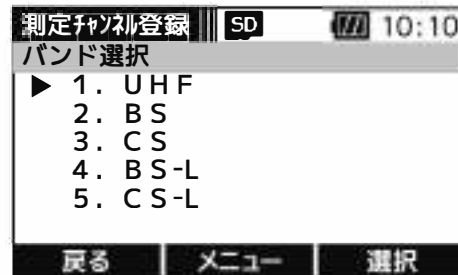 測定ﾁｬﾝﾈﾙ登録 SD 10:10
バンド選択
▶ 1. UHF
2. BS
3. CS
4. BS-L
5. CS-L
戻る メニュー 選択